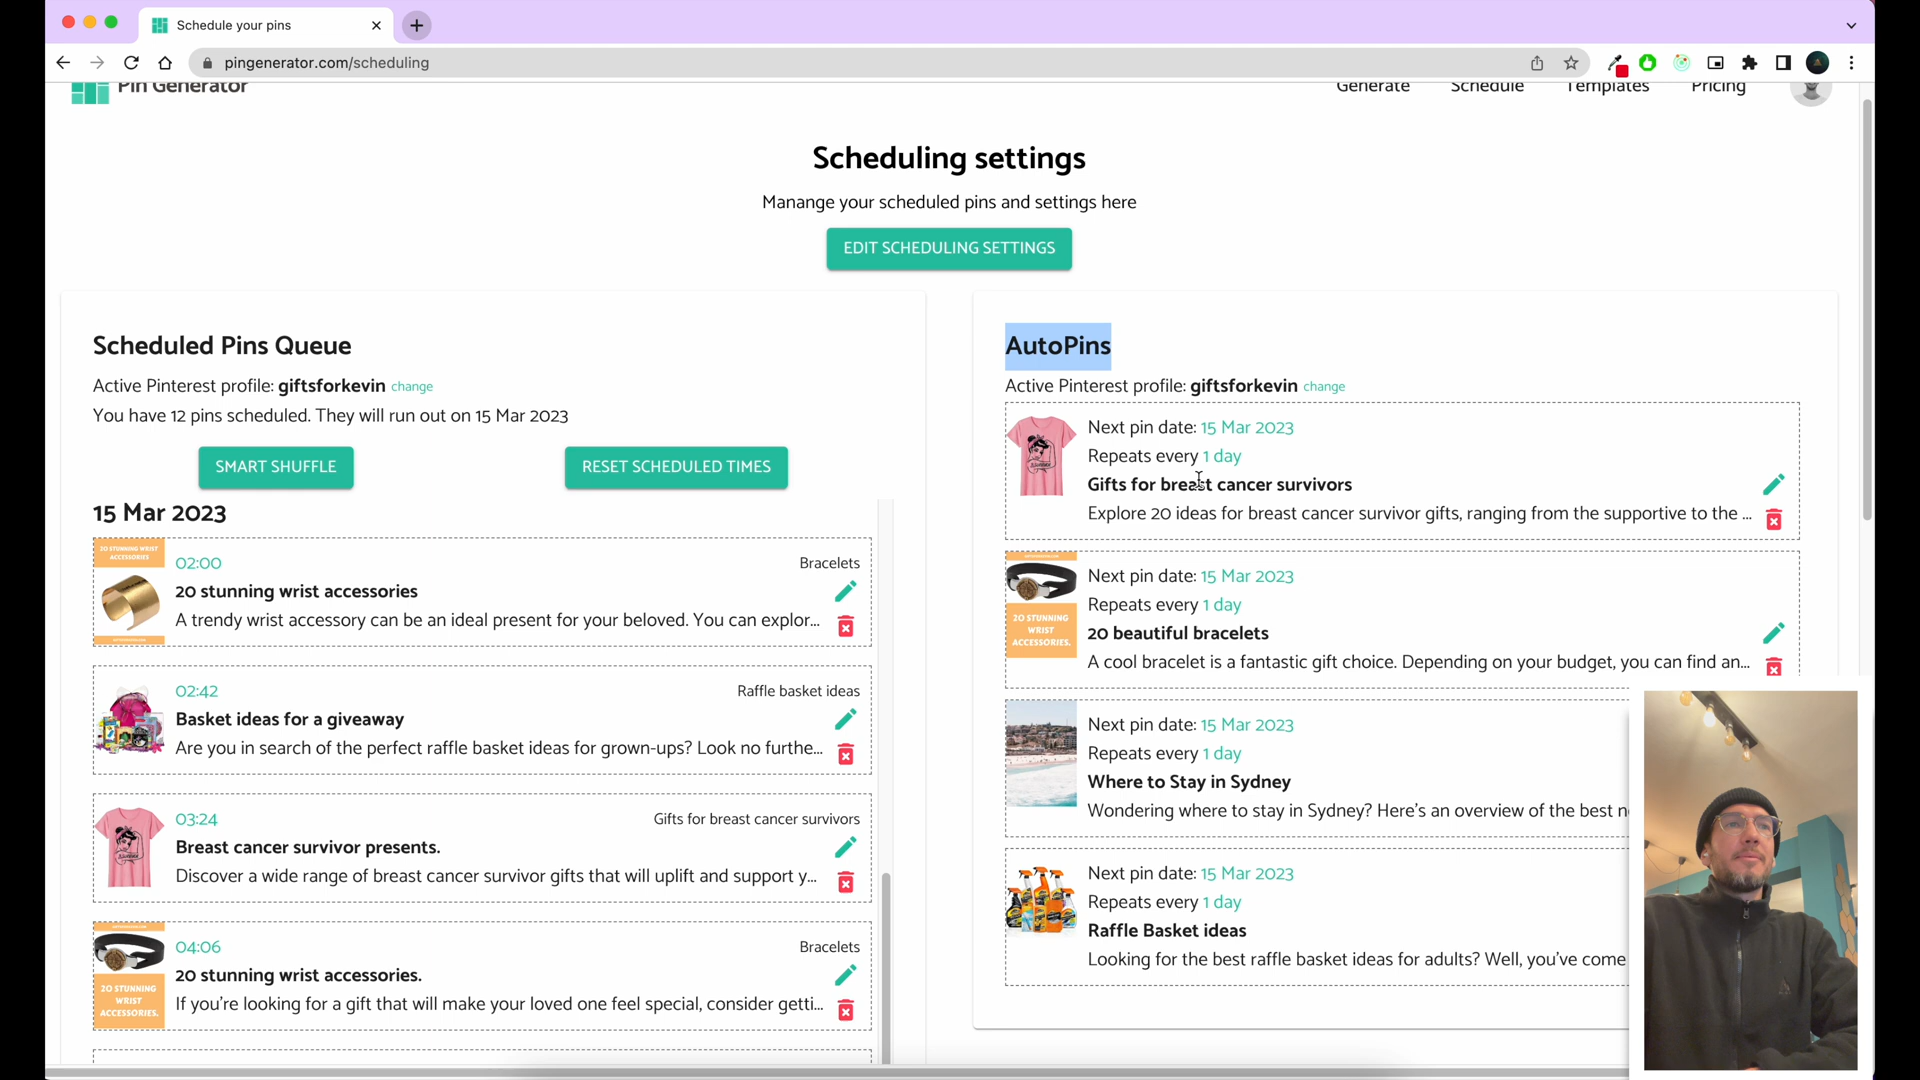 Schedule your pins
pingenerator.com/scheduling
Pin Generator
Generate
Schedule
Templates
Pricing
Scheduling settings
Manange your scheduled pins and settings here
EDIT SCHEDULING SETTINGS
Scheduled Pins Queue
Active Pinterest profile: giftsforkevin change
You have 12 pins scheduled. They will run out on 15 Mar 2023
SMART SHUFFLE
RESET SCHEDULED TIMES
15 Mar 2023
20 STUNNING WRIST
ACCESSORIES
02:00
Bracelets
20 stunning wrist accessories
A trendy wrist accessory can be an ideal present for your beloved. You can explor...
02:42
Raffle basket ideas
Basket ideas for a giveaway
Are you in search of the perfect raffle basket ideas for grown-ups? Look no furthe...
03:24
Gifts for breast cancer survivors
Breast cancer survivor presents.
Discover a wide range of breast cancer survivor gifts that will uplift and support y...
04:06
Bracelets
20 stunning wrist accessories.
If you're looking for a gift that will make your loved one feel special, consider getti...
20 STUNNING
WRIST
ACCESSORIES.
AutoPins
Active Pinterest profile: giftsforkevin change
Next pin date: 15 Mar 2023
Repeats every 1 day
Gifts for breast cancer survivors
Explore 20 ideas for breast cancer survivor gifts, ranging from the supportive to the ...
Next pin date: 15 Mar 2023
Repeats every 1 day
20 beautiful bracelets
A cool bracelet is a fantastic gift choice. Depending on your budget, you can find an...
20 STUNNING
WRIST
ACCESSORIES.
Next pin date: 15 Mar 2023
Repeats every 1 day
Where to Stay in Sydney
Wondering where to stay in Sydney? Here's an overview of the best n
Next pin date: 15 Mar 2023
Repeats every 1 day
Raffle Basket ideas
Looking for the best raffle basket ideas for adults? Well, you've come